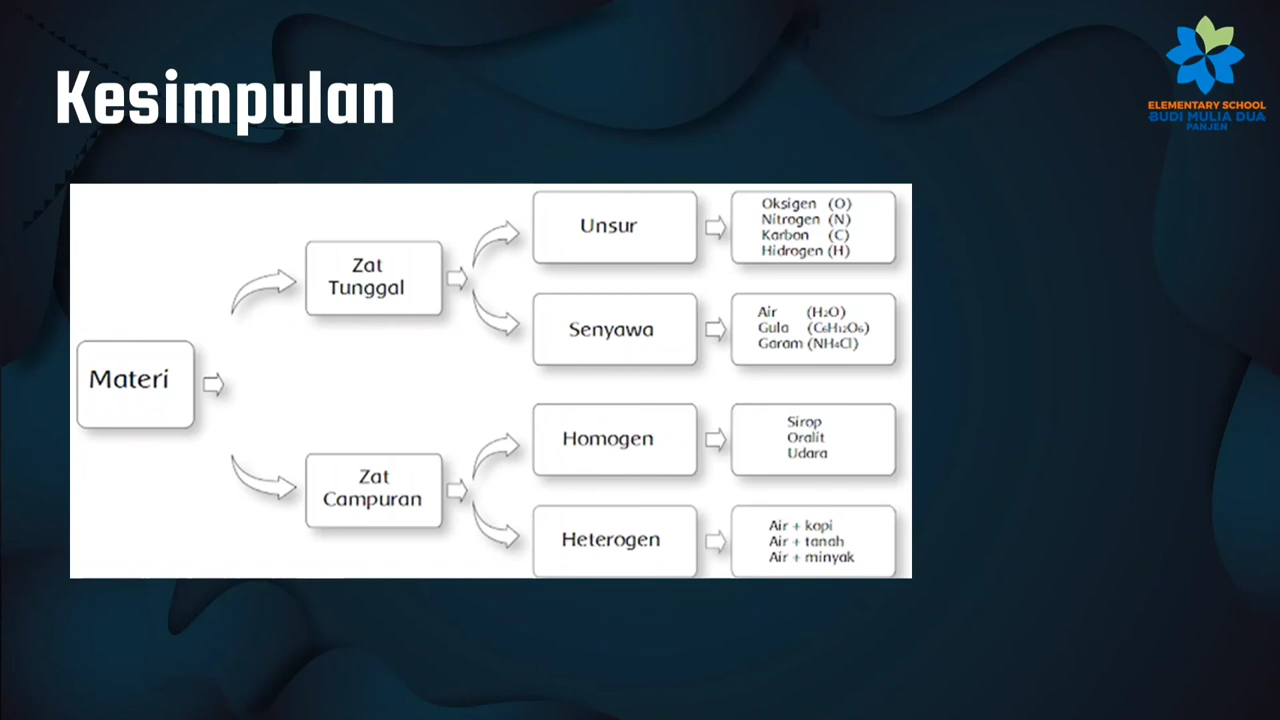 Kesimpulan
ELEMENTARY SCHOOL
BUDI MULIA DUA
PANJEN
Materi
Zat
Tunggal
Unsur
Oksigen (O)
Nitrogen (N)
Karbon (C)
Hidrogen (H)
Senyawa
Air (H₂O)
Gula (C₆H₁₂O₆)
Garam (NH₄Cl)
Zat
Campuran
Homogen
Sirop
Oralit
Udara
Heterogen
Air + kopi
Air + tanah
Air + minyak